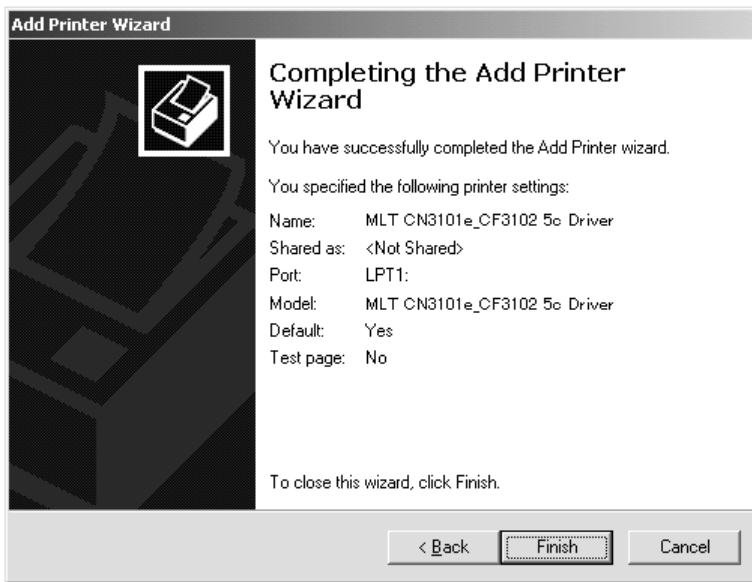 Add Printer Wizard
Completing the Add Printer
Wizard
You have successfully completed the Add Printer wizard.
You specified the following printer settings:
Name: MLT CN3101e_CF3102 5c Driver
Shared as: <Not Shared>
Port: LPT1:
Model: MLT CN3101e_CF3102 5c Driver
Default: Yes
Test page: No
To close this wizard, click Finish.
< Back Finish Cancel